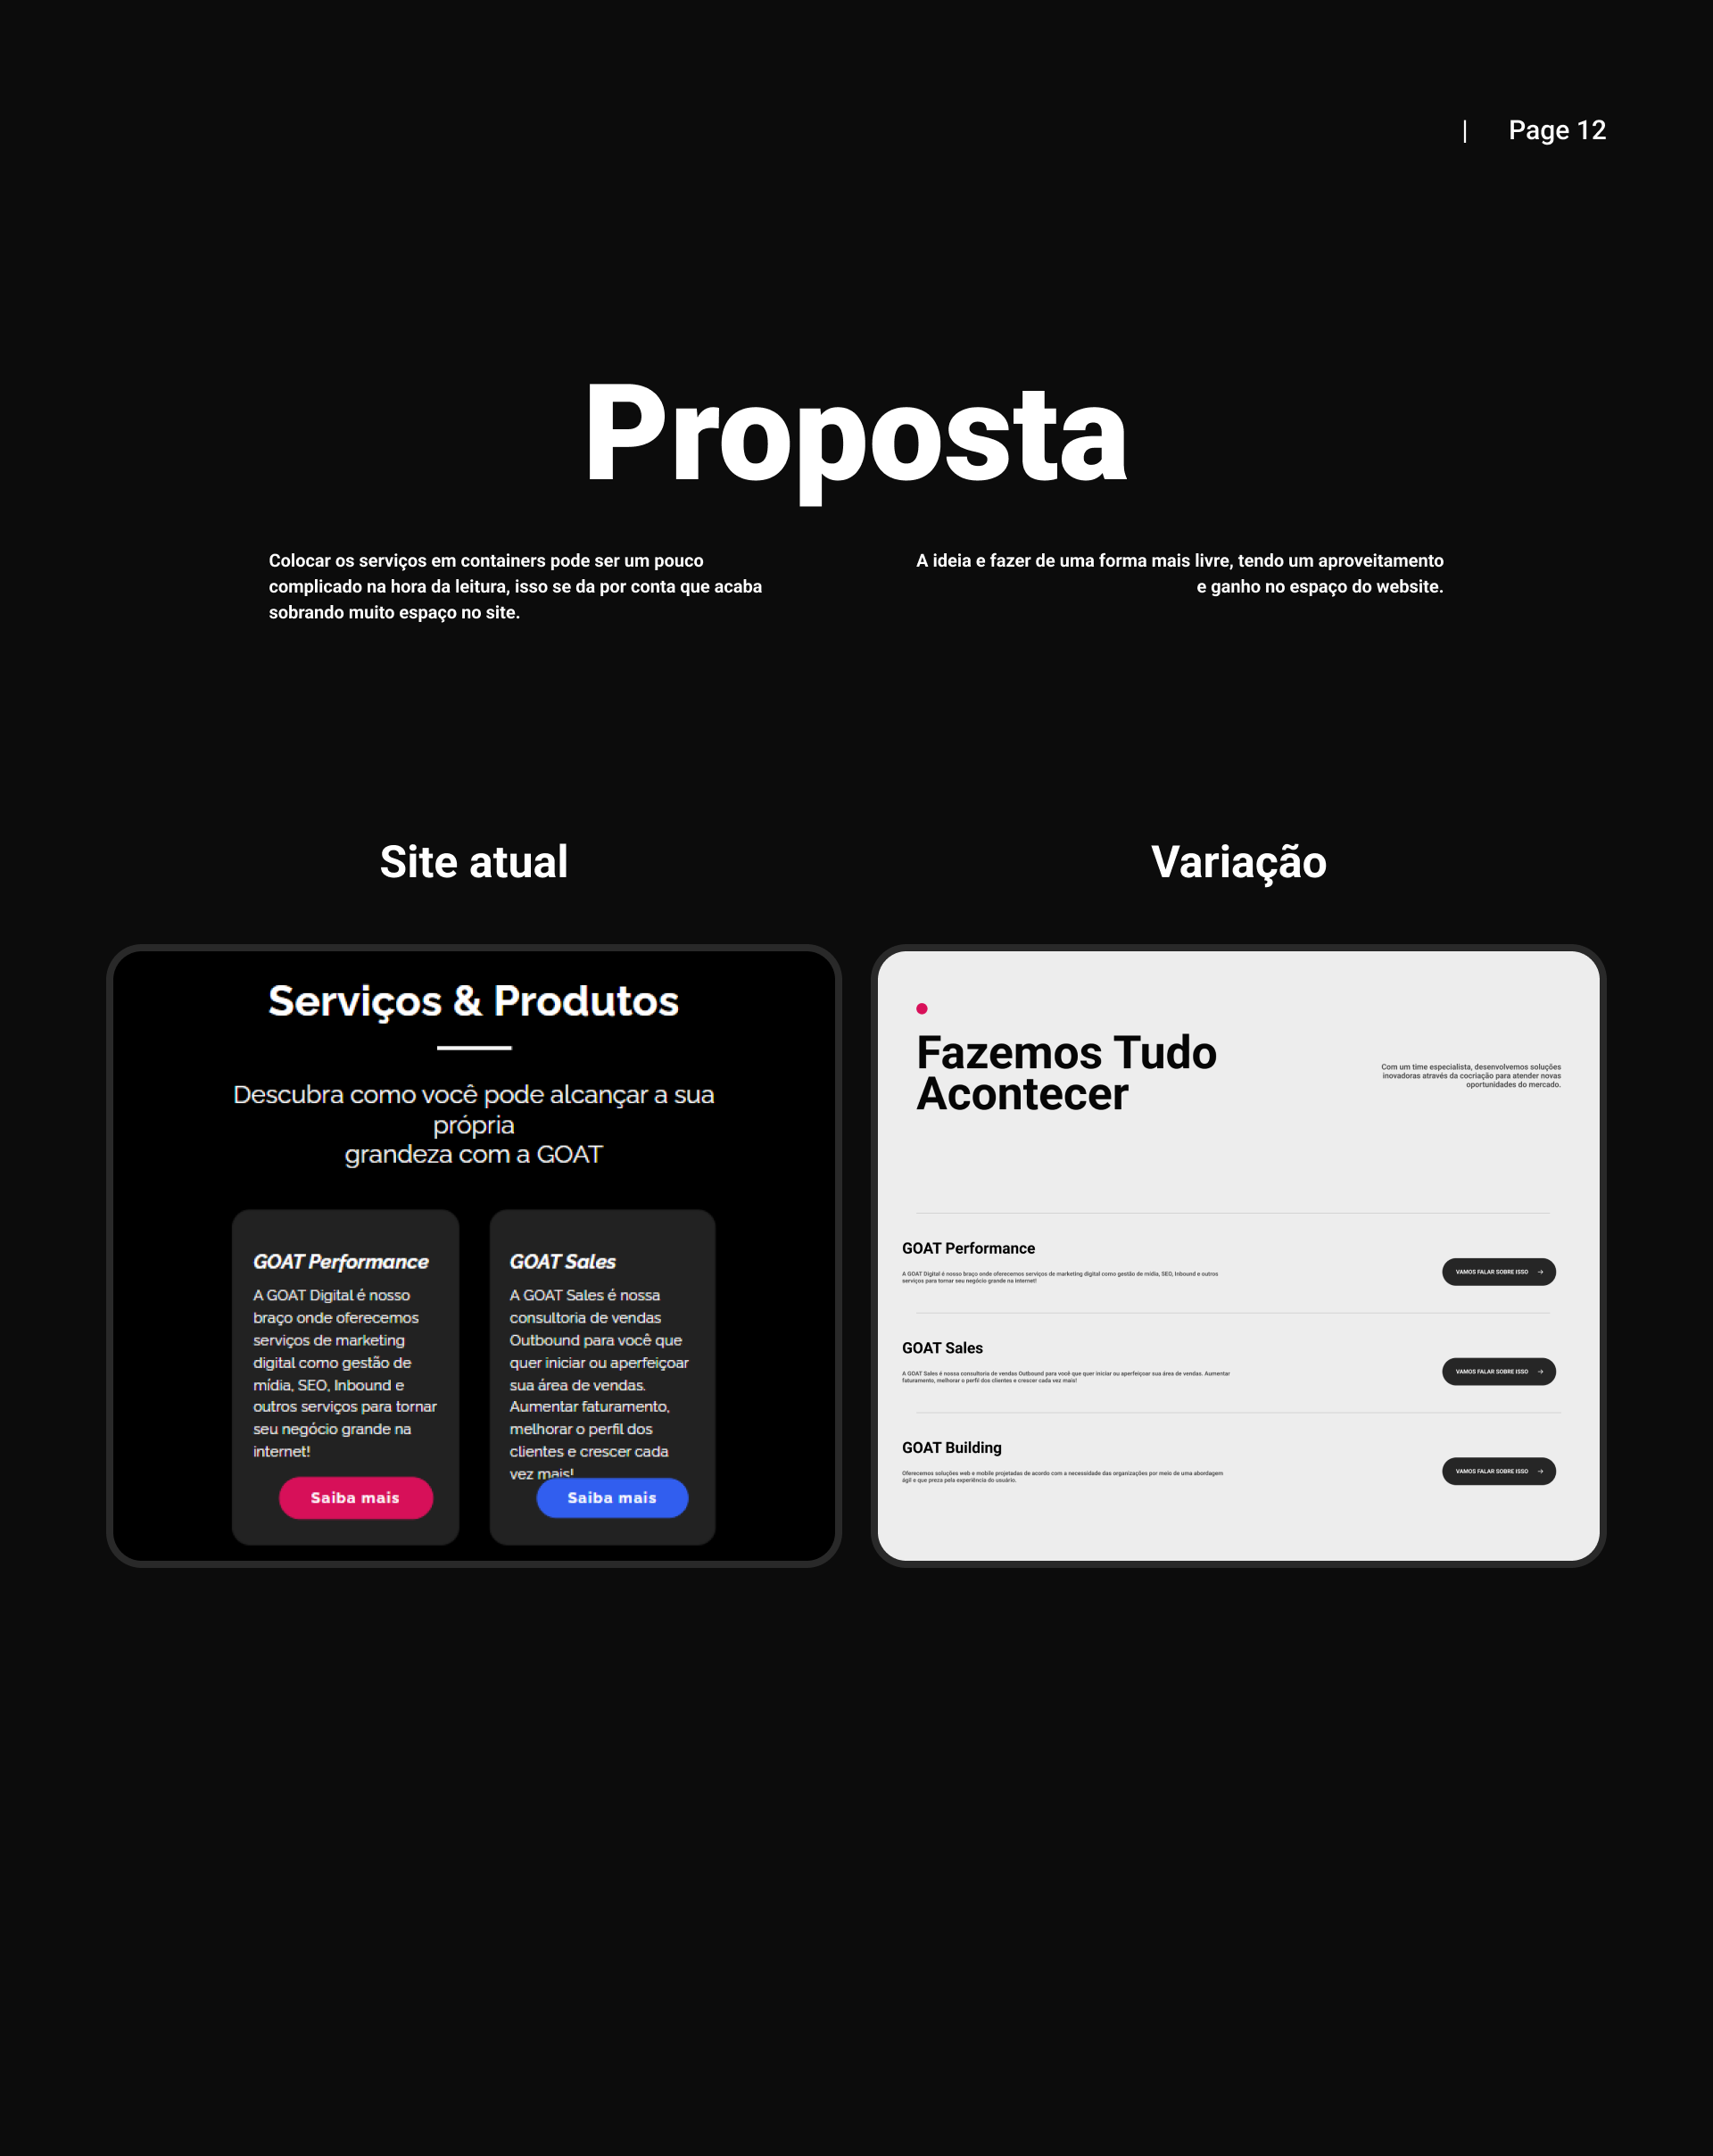 | Page 12
Proposta
Colocar os serviços em containers pode ser um pouco
complicado na hora da leitura, isso se da por conta que acaba
sobrando muito espaço no site.
A ideia e fazer de uma forma mais livre, tendo um aproveitamento
e ganho no espaço do website.
Site atual
Serviços & Produtos
Descubra como você pode alcançar a sua
própria
grandeza com a GOAT
GOAT Performance
A GOAT Digital é nosso
braço onde oferecemos
serviços de marketing
digital como gestão de
mídia, SEO, Inbound e
outros serviços para tornar
seu negócio grande na
internet!
Saiba mais
GOAT Sales
A GOAT Sales é nossa
consultoria de vendas
Outbound para você que
quer iniciar ou aperfeiçoar
sua área de vendas.
Aumentar faturamento,
melhorar o perfil dos
clientes e crescer cada
vez mais!
Saiba mais
Variação
Fazemos Tudo
Acontecer
Com um time especialista, desenvolvemos soluções
inovadoras através da cocriação para atender novas
oportunidades do mercado.
GOAT Performance
A GOAT Digital é nosso braço onde oferecemos serviços de marketing digital como gestão de mídia, SEO, Inbound e outros
serviços para tornar seu negócio grande na internet!
VAMOS FALAR SOBRE ISSO →
GOAT Sales
A GOAT Sales é nossa consultoria de vendas Outbound para você que quer iniciar ou aperfeiçoar sua área de vendas. Aumentar
faturamento, melhorar o perfil dos clientes e crescer cada vez mais!
VAMOS FALAR SOBRE ISSO →
GOAT Building
Oferecemos soluções web e mobile projetadas de acordo com a necessidade das organizações por meio de uma abordagem
ágil e que preza pela experiência do usuário.
VAMOS FALAR SOBRE ISSO →